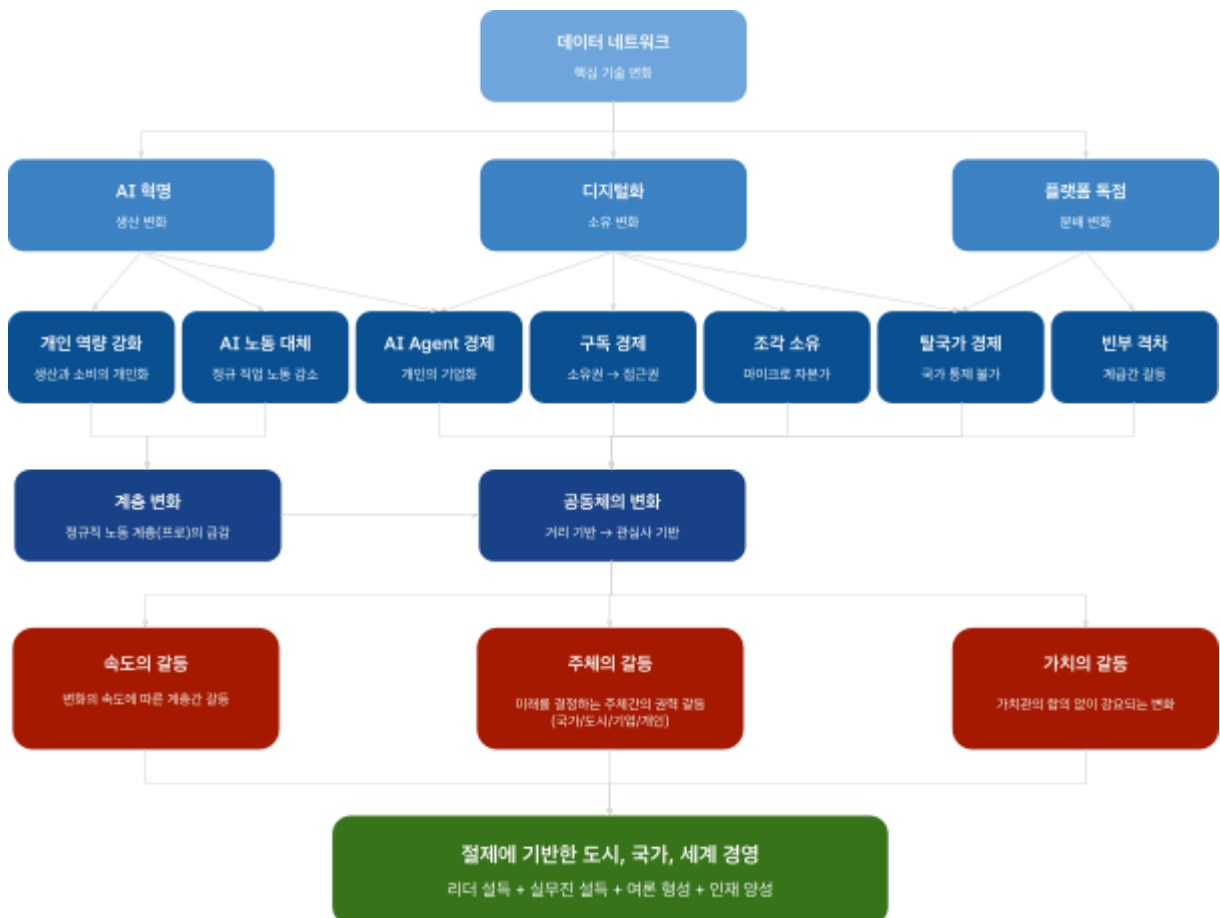 데이터 네트워크
핵심 기술 변화
AI 혁명
생산 변화
디지털화
소유 변화
플랫폼 독점
분배 변화
개인 역량 강화
생산과 소비의 개인화
AI 노동 대체
정규 직업 노동 감소
AI Agent 경제
개인의 기업화
구독 경제
소유권 → 접근권
조각 소유
마이크로 자본가
탈국가 경제
국가 통제 불가
빈부 격차
계급간 갈등
계층 변화
정규직 노동 계층(프로)의 급감
공동체의 변화
거리 기반 → 관심사 기반
속도의 갈등
변화의 속도에 따른 계층간 갈등
주체의 갈등
미래를 결정하는 주체간의 권력 갈등
(국가/도시/기업/개인)
가치의 갈등
가치관의 합의 없이 강요되는 변화
절제에 기반한 도시, 국가, 세계 경영
리더 설득 + 실무진 설득 + 여론 형성 + 인재 양성